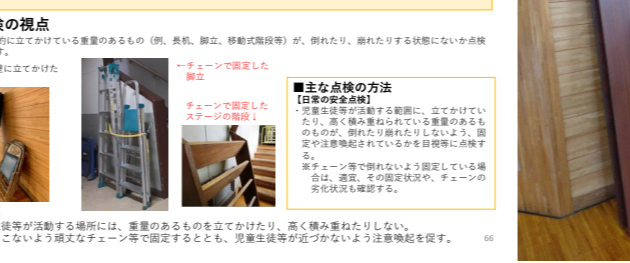 検の視点
的に立てかけている重量のあるもの（例、長机、脚立、移動式階段等）が、倒れたり、崩れたりする状態にないか点検
す。
壁に立てかけた
←チェーンで固定した
脚立
チェーンで固定した
ステージの階段↓
■主な点検の方法
【日常の安全点検】
・児童生徒等が活動する範囲に、立てかけてい
たり、高く積み重ねられている重量のあるも
のものが、倒れたり崩れたりしないよう、固
定や注意喚起されているかを目視等に点検す
る。
※チェーン等で倒れないよう固定している場
合は、適宜、その固定状況や、チェーンの
劣化状況も確認する。
徒等が活動する場所には、重量のあるものを立てかけたり、高く積み重ねたりしない。
こないよう頑丈なチェーン等で固定するととも、児童生徒等が近づかないよう注意喚起を促す。
66